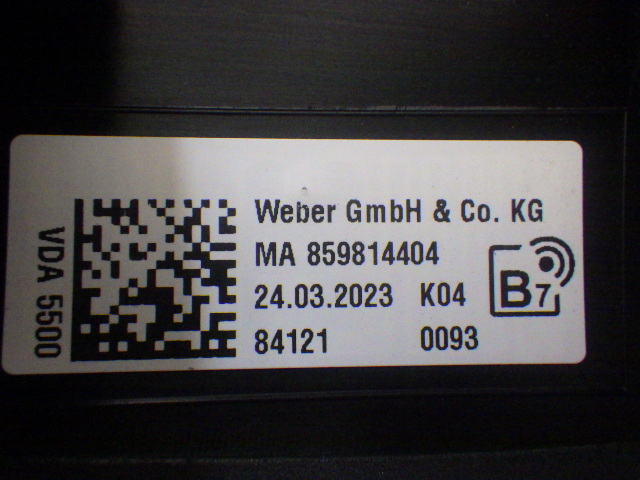 VDA 5500
Weber GmbH & Co. KG
MA 859814404
24.03.2023 K04
84121 0093
B7